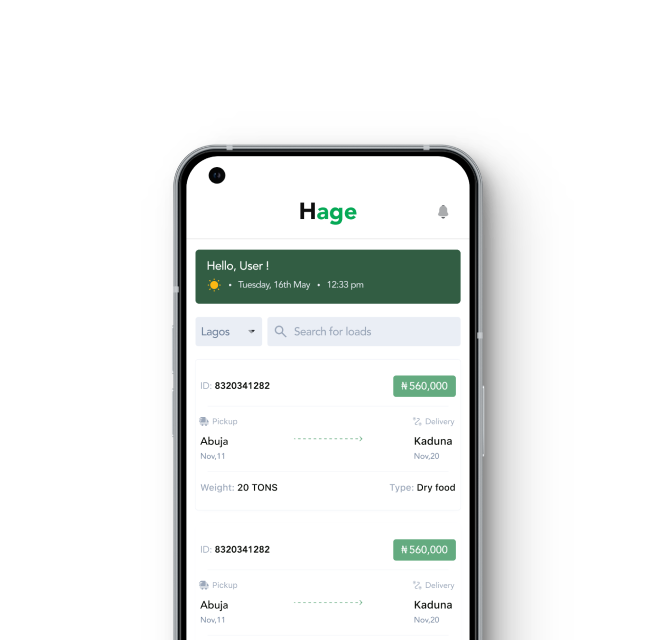 Hage
Hello, User !
• Tuesday, 16th May • 12:33 pm
Lagos
Search for loads
ID: 8320341282
₦ 560,000
Pickup
Delivery
Abuja
Kaduna
Nov,11
Nov,20
Weight: 20 TONS
Type: Dry food
ID: 8320341282
₦ 560,000
Pickup
Delivery
Abuja
Kaduna
Nov,11
Nov,20